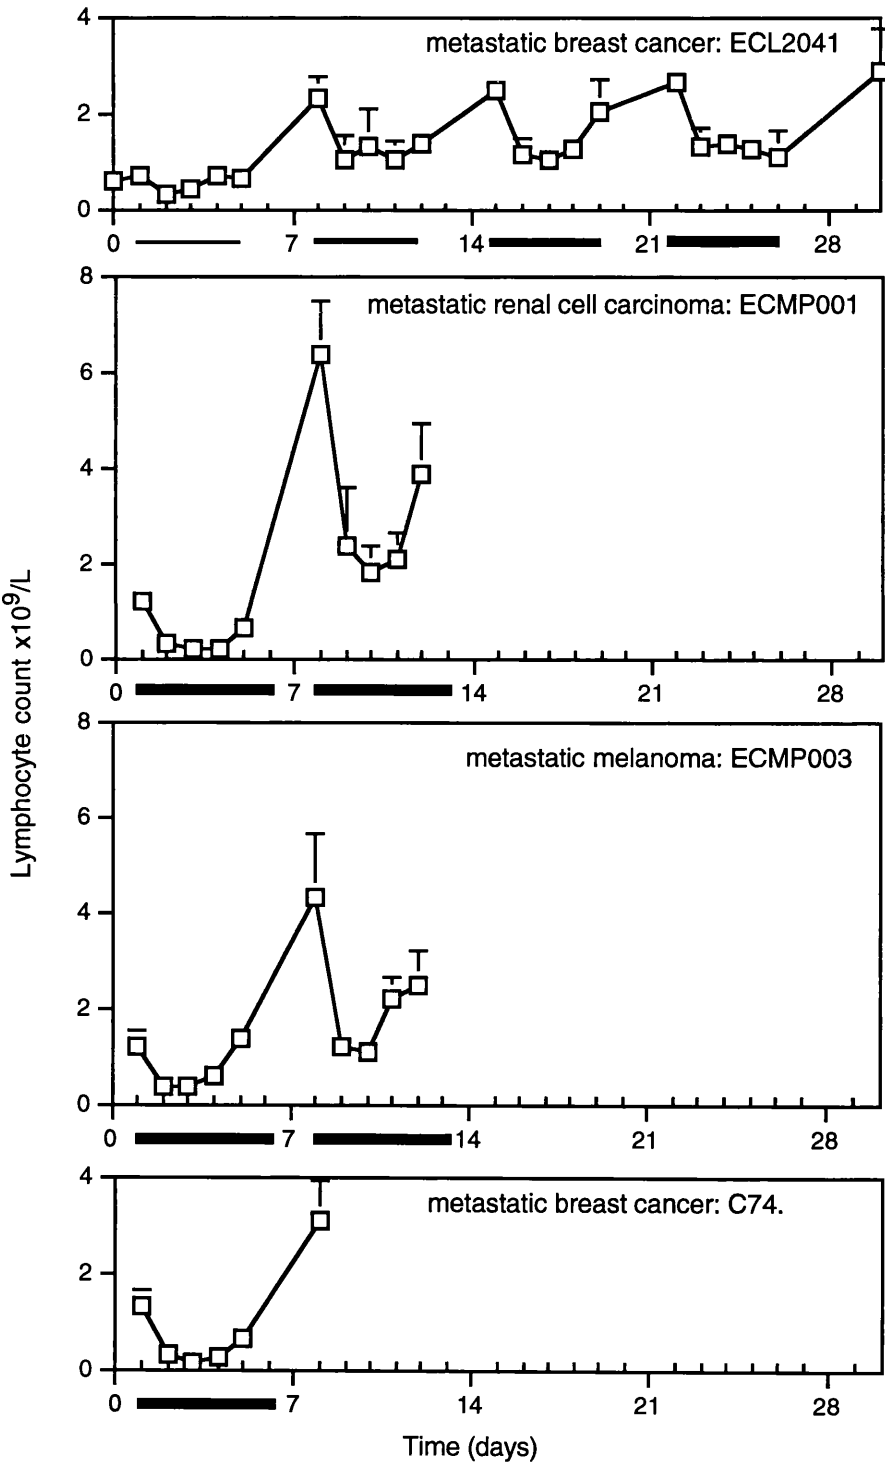 metastatic breast cancer: ECL2041
4
2
0
0 7 14 21 28
metastatic renal cell carcinoma: ECMP001
8
6
4
2
0
0 7 14 21 28
Lymphocyte count x10⁹/L
metastatic melanoma: ECMP003
8
6
4
2
0
0 7 14 21 28
metastatic breast cancer: C74.
4
2
0
0 7 14 21 28
Time (days)